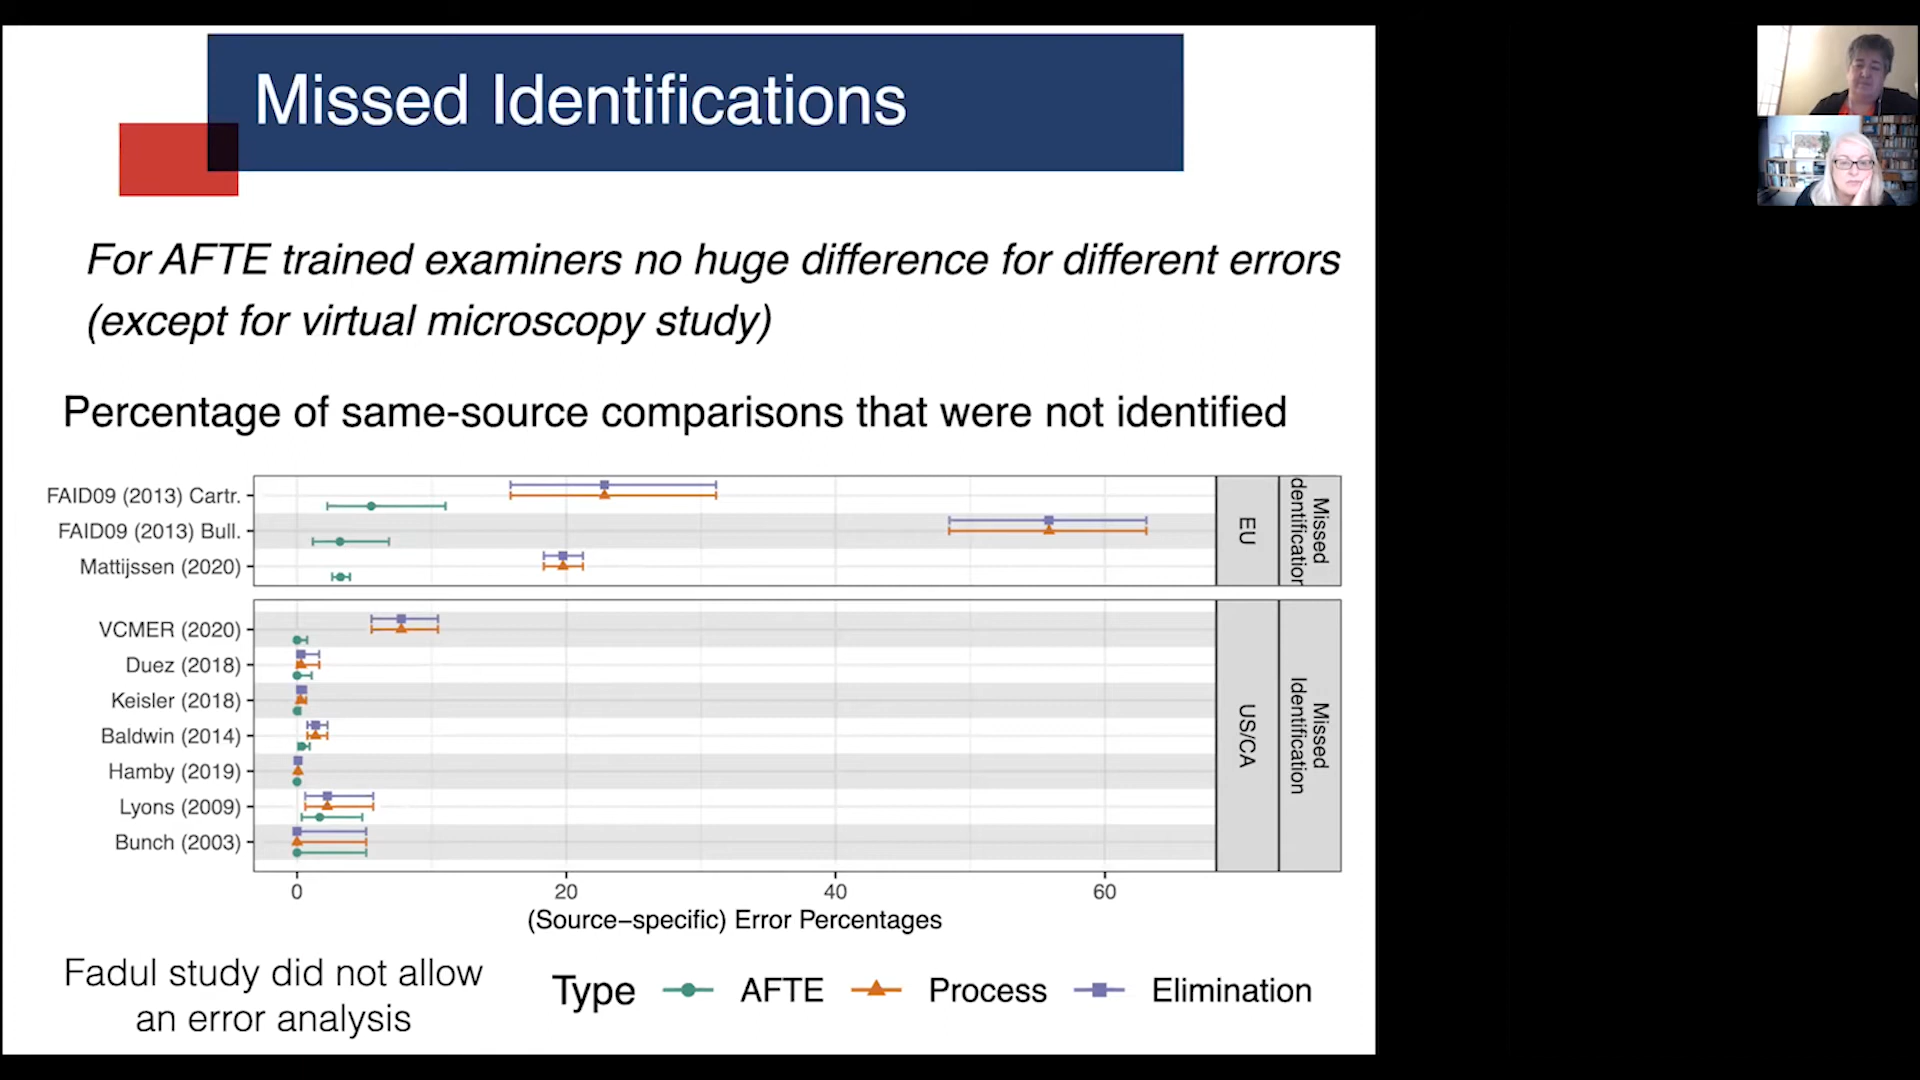 Missed Identifications
For AFTE trained examiners no huge difference for different errors
(except for virtual microscopy study)
Percentage of same-source comparisons that were not identified
FAID09 (2013) Cartr.
FAID09 (2013) Bull.
Mattijssen (2020)
EU
Missed
dentification
VCMER (2020)
Duez (2018)
Keisler (2018)
Baldwin (2014)
Hamby (2019)
Lyons (2009)
Bunch (2003)
US/CA
Missed
Identification
0 20 40 60
(Source–specific) Error Percentages
Fadul study did not allow
an error analysis
Type AFTE Process Elimination